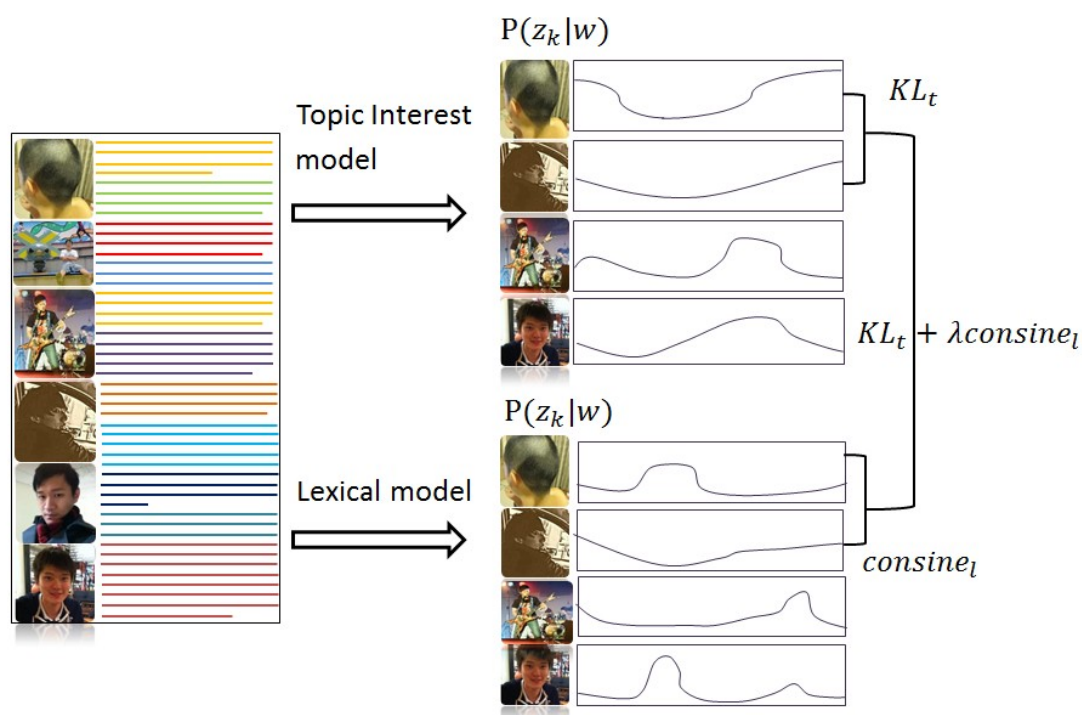 P(z_k|w)
KL_t
Topic Interest
model
KL_t + λconsine_l
P(z_k|w)
Lexical model
consine_l